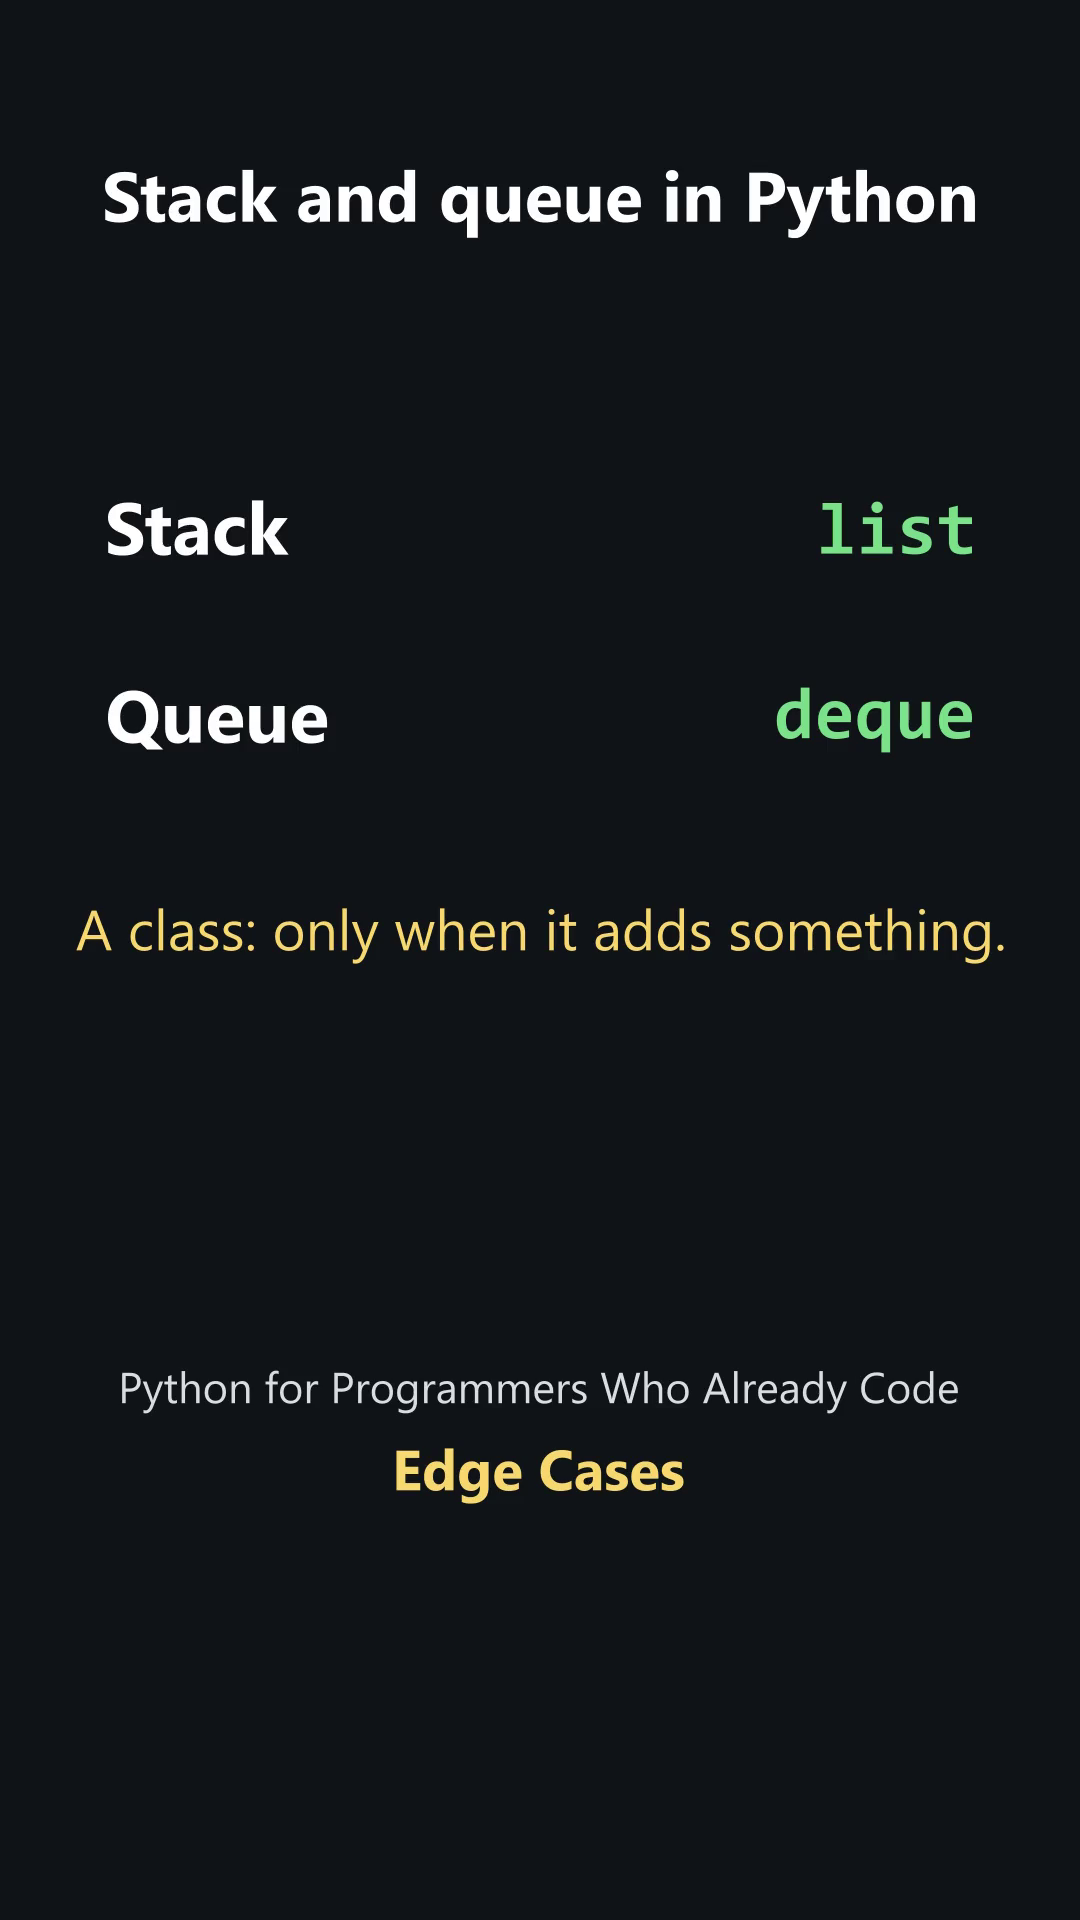 Stack and queue in Python
Stack list
Queue deque
A class: only when it adds something.
Python for Programmers Who Already Code
Edge Cases